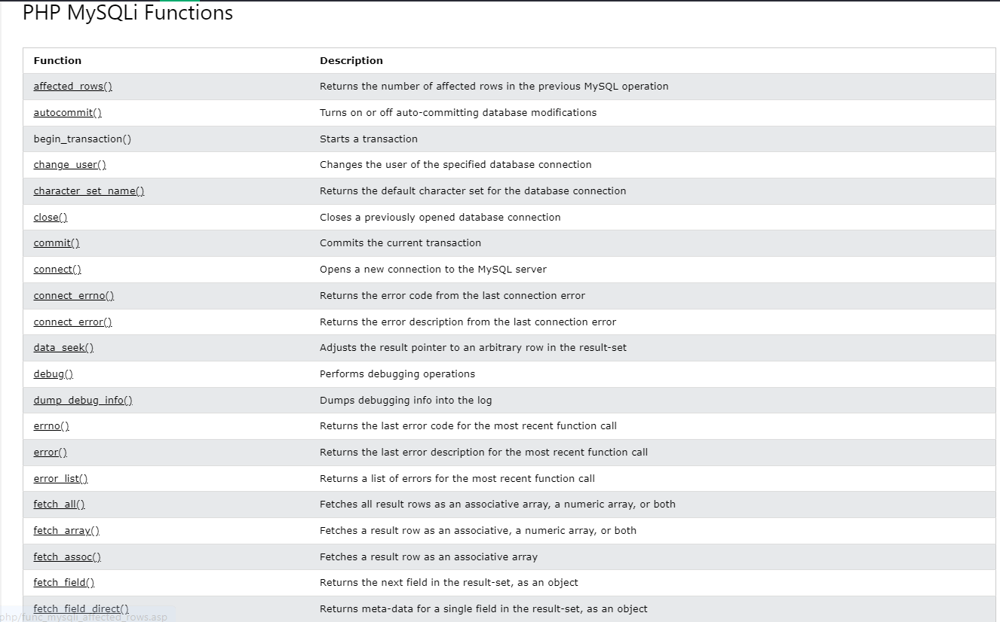 PHP MySQLi Functions
Function Description
affected_rows() Returns the number of affected rows in the previous MySQL operation
autocommit() Turns on or off auto-committing database modifications
begin_transaction() Starts a transaction
change_user() Changes the user of the specified database connection
character_set_name() Returns the default character set for the database connection
close() Closes a previously opened database connection
commit() Commits the current transaction
connect() Opens a new connection to the MySQL server
connect_errno() Returns the error code from the last connection error
connect_error() Returns the error description from the last connection error
data_seek() Adjusts the result pointer to an arbitrary row in the result-set
debug() Performs debugging operations
dump_debug_info() Dumps debugging info into the log
errno() Returns the last error code for the most recent function call
error() Returns the last error description for the most recent function call
error_list() Returns a list of errors for the most recent function call
fetch_all() Fetches all result rows as an associative array, a numeric array, or both
fetch_array() Fetches a result row as an associative, a numeric array, or both
fetch_assoc() Fetches a result row as an associative array
fetch_field() Returns the next field in the result-set, as an object
fetch_field_direct() Returns meta-data for a single field in the result-set, as an object
php/func_mysqli_affected_rows.asp